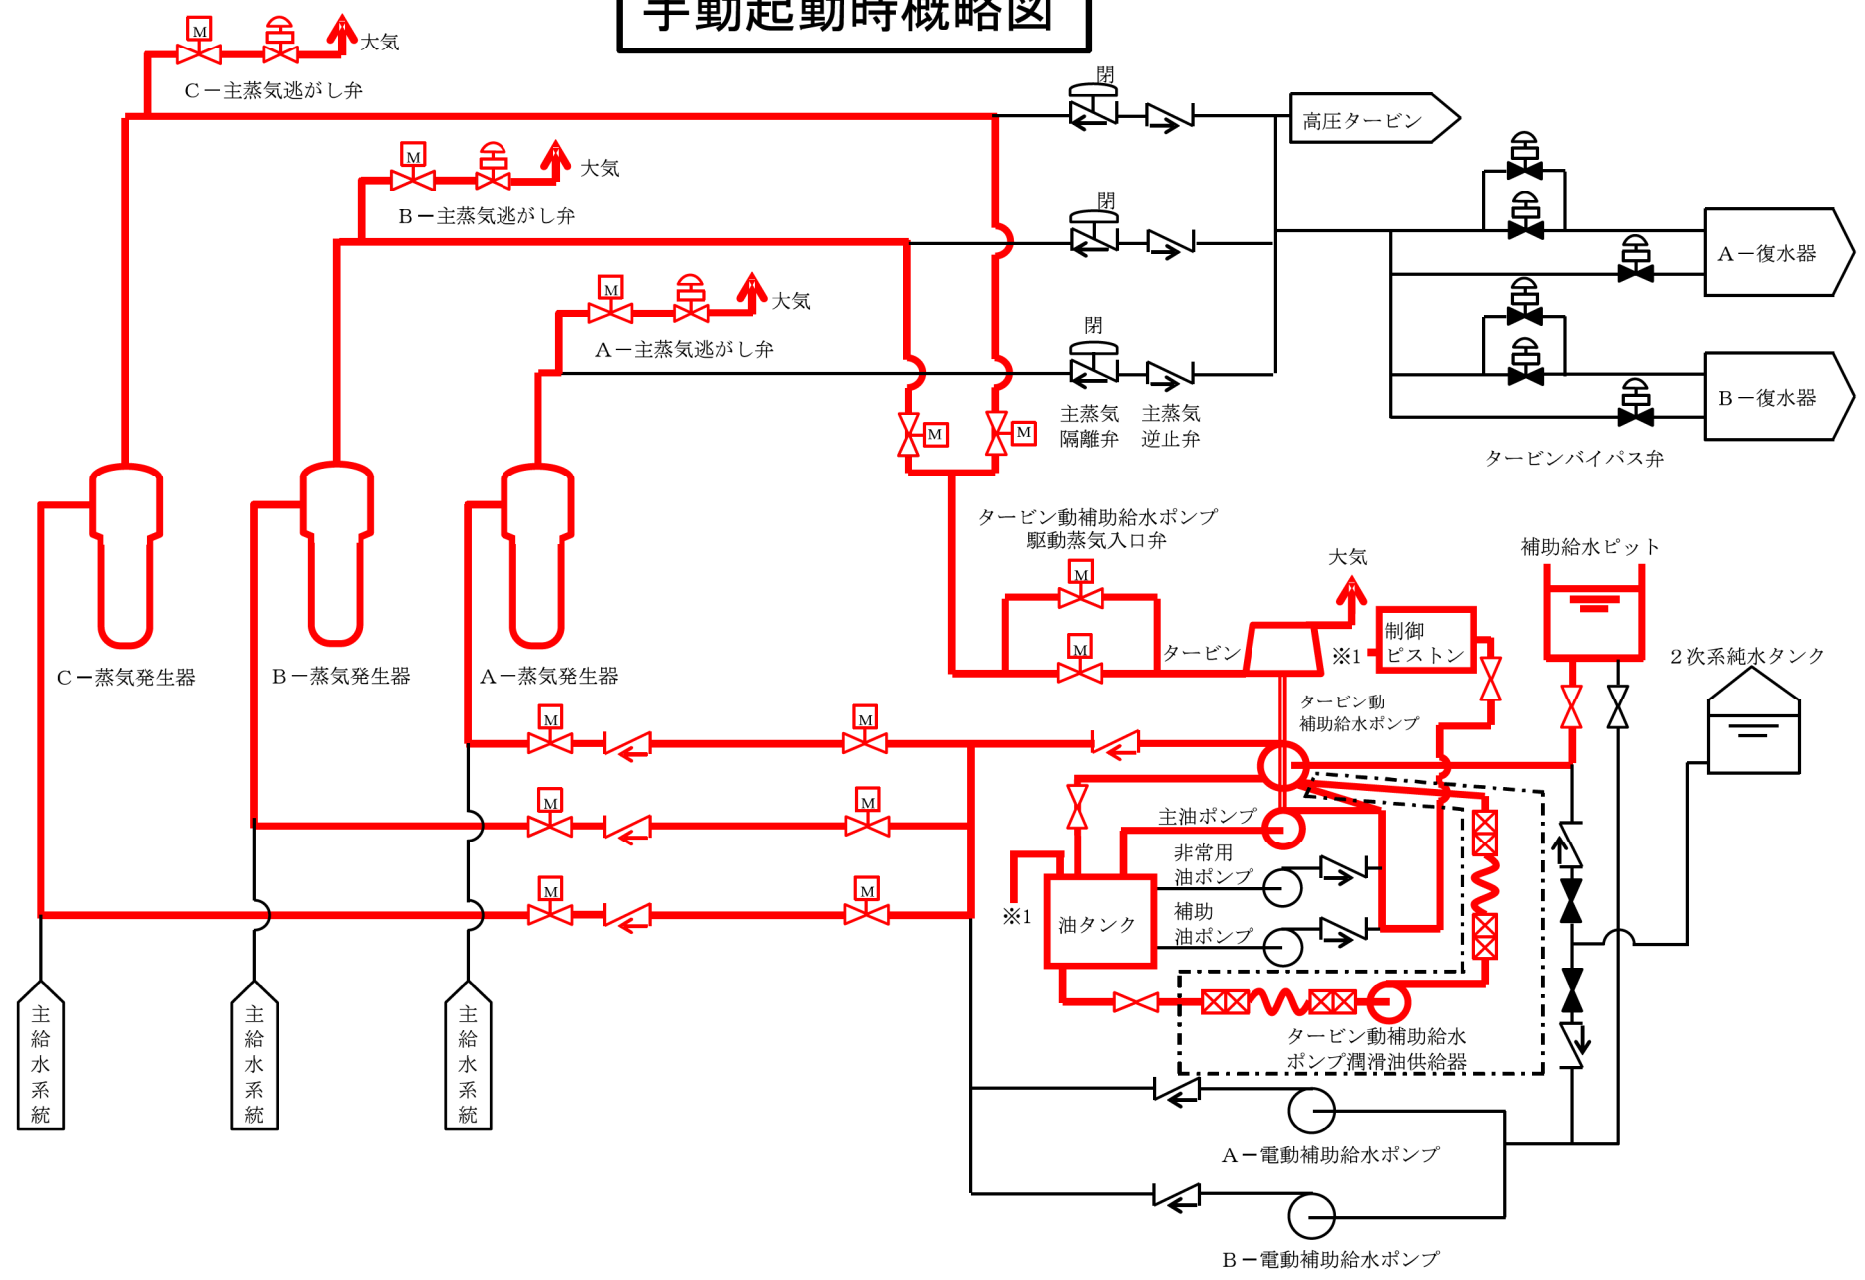 手動起動時概略図
M
大気
C－主蒸気逃がし弁
M
大気
B－主蒸気逃がし弁
M
大気
A－主蒸気逃がし弁
閉
高圧タービン
閉
閉
主蒸気
隔離弁
主蒸気
逆止弁
A－復水器
B－復水器
タービンバイパス弁
M
M
タービン動補助給水ポンプ
駆動蒸気入口弁
M
M
タービン
大気
制御
ピストン
※1
補助給水ピット
2次系純水タンク
C－蒸気発生器
B－蒸気発生器
A－蒸気発生器
タービン動
補助給水ポンプ
M
M
M
M
M
M
主油ポンプ
非常用
油ポンプ
補助
油ポンプ
※1
油タンク
タービン動補助給水
ポンプ潤滑油供給器
主給水系統
主給水系統
主給水系統
A－電動補助給水ポンプ
B－電動補助給水ポンプ